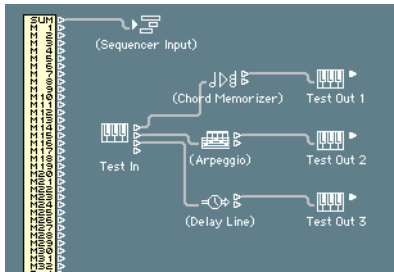 SUM
M 1
M 2
M 3
M 4
M 5
M 6
M 7
M 8
M 9
M10
M11
M12
M13
M14
M15
M16
M17
M18
M19
M20
M21
M22
M23
M24
M25
M26
M27
M28
M29
M30
M31
M32
(Sequencer Input)
(Chord Memorizer)
Test Out 1
Test In
(Arpeggio)
Test Out 2
(Delay Line)
Test Out 3